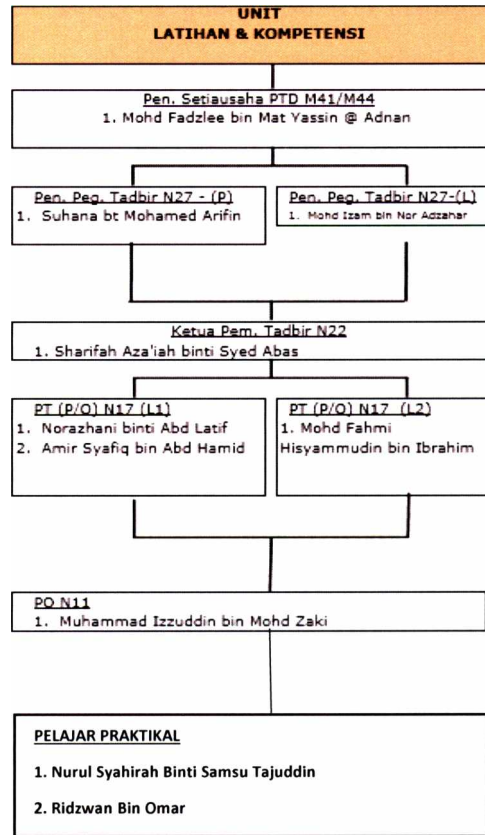 UNIT
LATIHAN & KOMPETENSI
Pen. Setiausaha PTD M41/M44
1. Mohd Fadzlee bin Mat Yassin @ Adnan
Pen. Peg. Tadbir N27 - (P)
1. Suhana bt Mohamed Arifin
Pen. Peg. Tadbir N27-(L)
1. Mohd Izam bin Nor Adzahar
Ketua Pem. Tadbir N22
1. Sharifah Aza'iah binti Syed Abas
PT (P/O) N17 (L1)
1. Norazhani binti Abd Latif
2. Amir Syafiq bin Abd Hamid
PT (P/O) N17 (L2)
1. Mohd Fahmi
Hisyammudin bin Ibrahim
PO N11
1. Muhammad Izzuddin bin Mohd Zaki
PELAJAR PRAKTIKAL
1. Nurul Syahirah Binti Samsu Tajuddin
2. Ridzwan Bin Omar